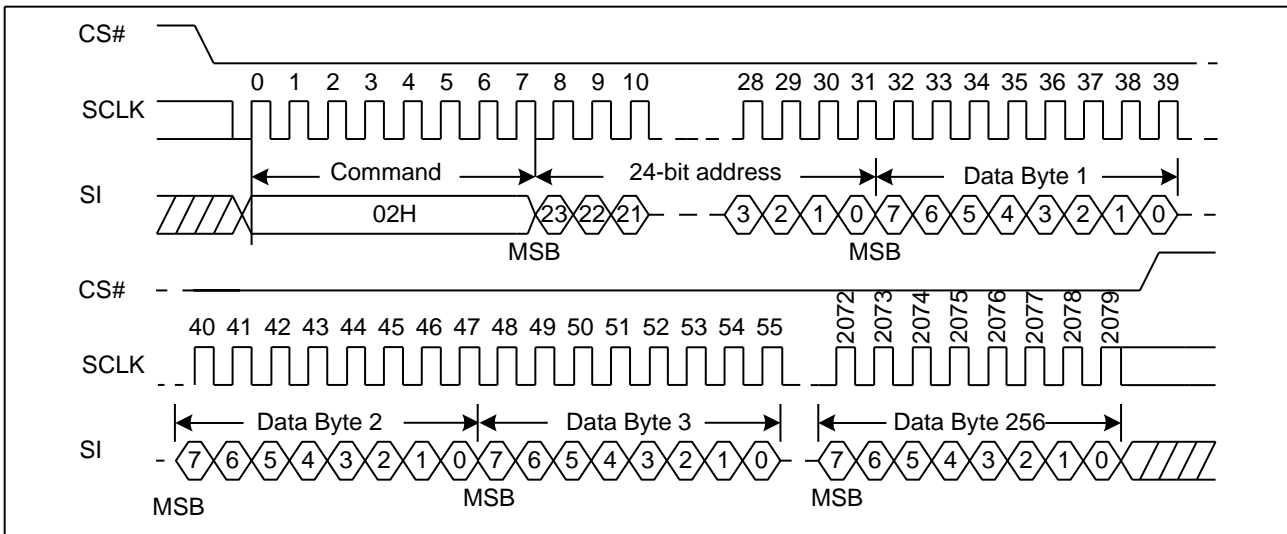 CS#
0 1 2 3 4 5 6 7 8 9 10 28 29 30 31 32 33 34 35 36 37 38 39
SCLK
Command 24-bit address Data Byte 1
SI
02H 23 22 21 3 2 1 0 7 6 5 4 3 2 1 0
MSB MSB
CS#
40 41 42 43 44 45 46 47 48 49 50 51 52 53 54 55 2072 2073 2074 2075 2076 2077 2078 2079
SCLK
Data Byte 2 Data Byte 3 Data Byte 256
SI
7 6 5 4 3 2 1 0 7 6 5 4 3 2 1 0 7 6 5 4 3 2 1 0
MSB MSB MSB